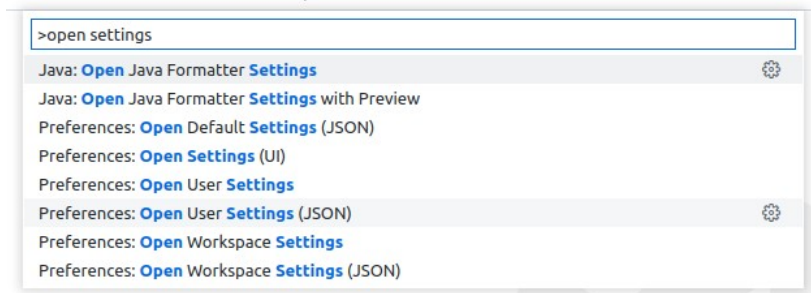 >open settings
Java: Open Java Formatter Settings
Java: Open Java Formatter Settings with Preview
Preferences: Open Default Settings (JSON)
Preferences: Open Settings (UI)
Preferences: Open User Settings
Preferences: Open User Settings (JSON)
Preferences: Open Workspace Settings
Preferences: Open Workspace Settings (JSON)